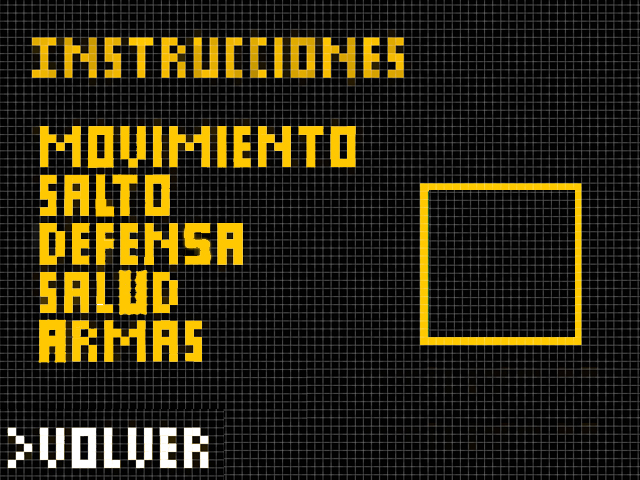 INSTRUCCIONES
MOVIMIENTO
SALTO
DEFENSA
SALUD
ARMAS
>VOLVER